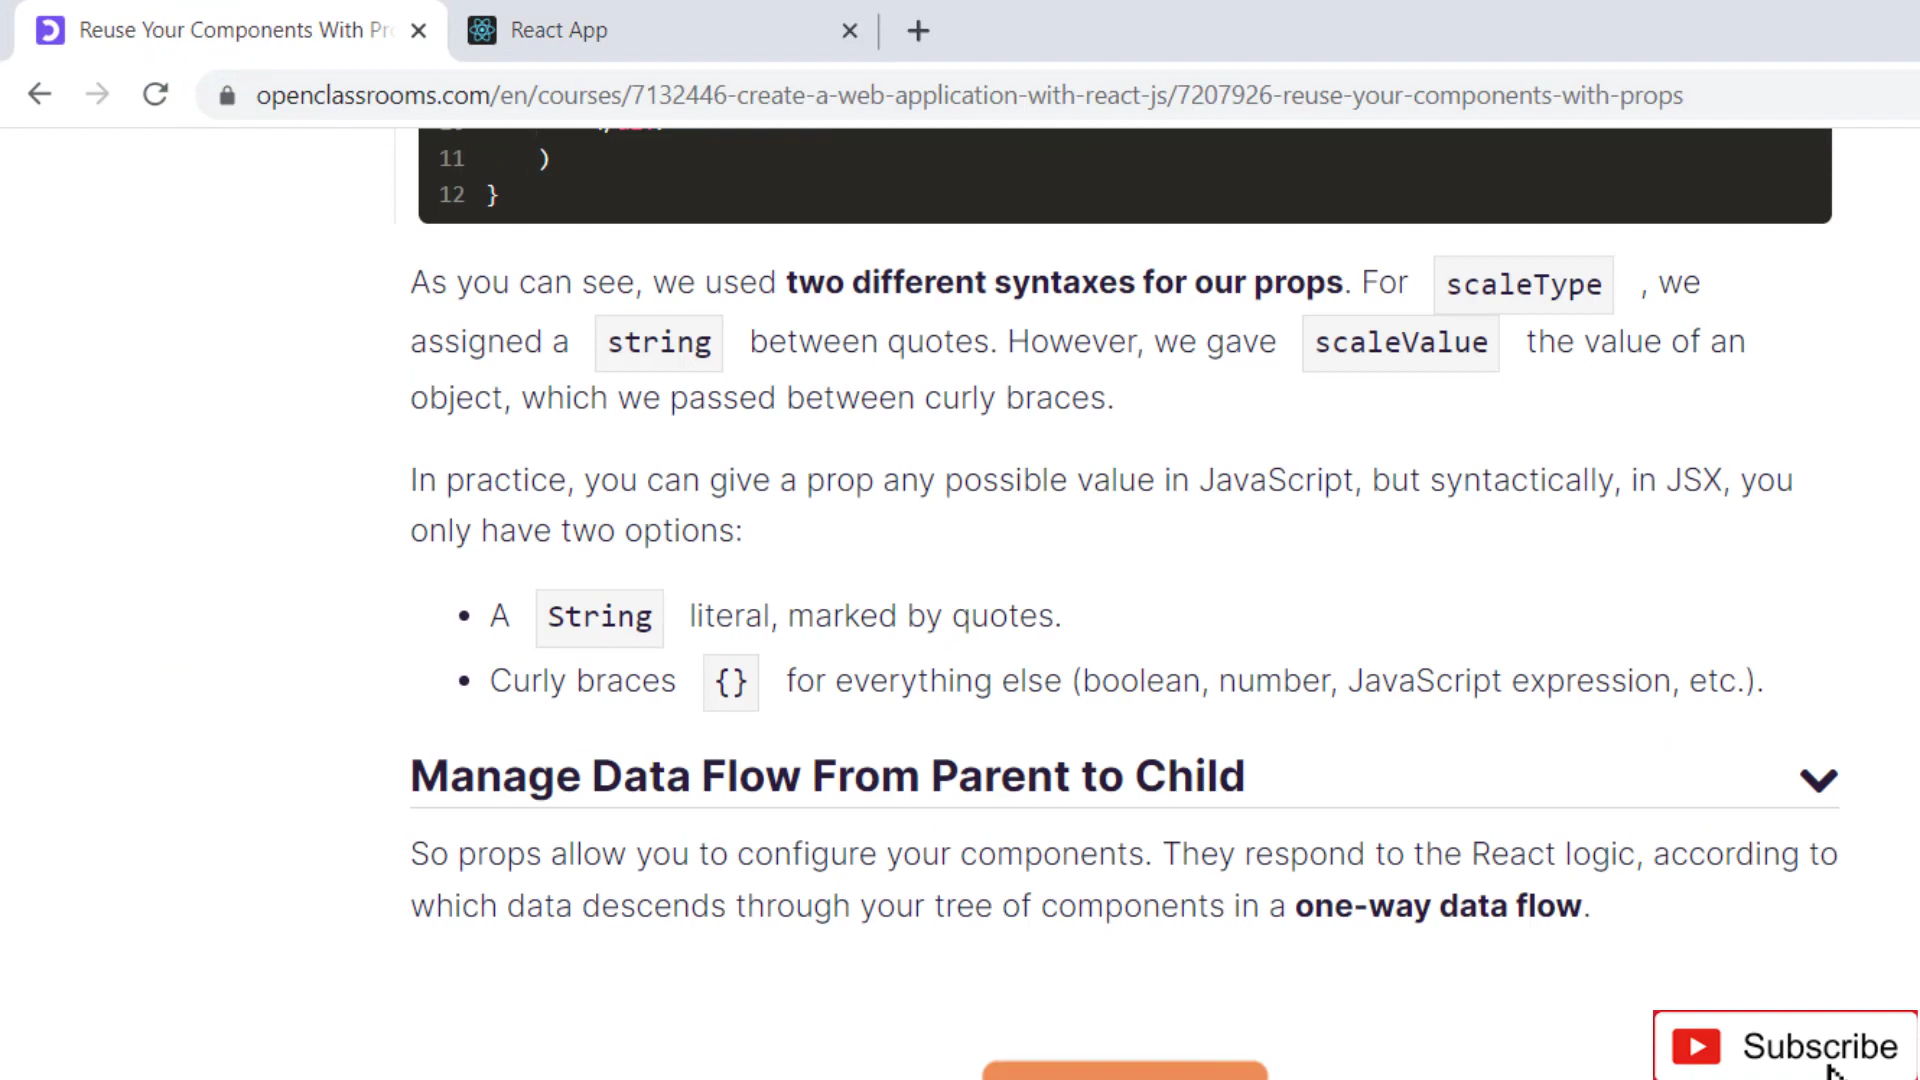 Reuse Your Components With Pro
React App
openclassrooms.com/en/courses/7132446-create-a-web-application-with-react-js/7207926-reuse-your-components-with-props
11 )
12 }
As you can see, we used two different syntaxes for our props. For scaleType , we
assigned a string between quotes. However, we gave scaleValue the value of an
object, which we passed between curly braces.
In practice, you can give a prop any possible value in JavaScript, but syntactically, in JSX, you
only have two options:
• A String literal, marked by quotes.
• Curly braces {} for everything else (boolean, number, JavaScript expression, etc.).
Manage Data Flow From Parent to Child
So props allow you to configure your components. They respond to the React logic, according to
which data descends through your tree of components in a one-way data flow.
Subscribe